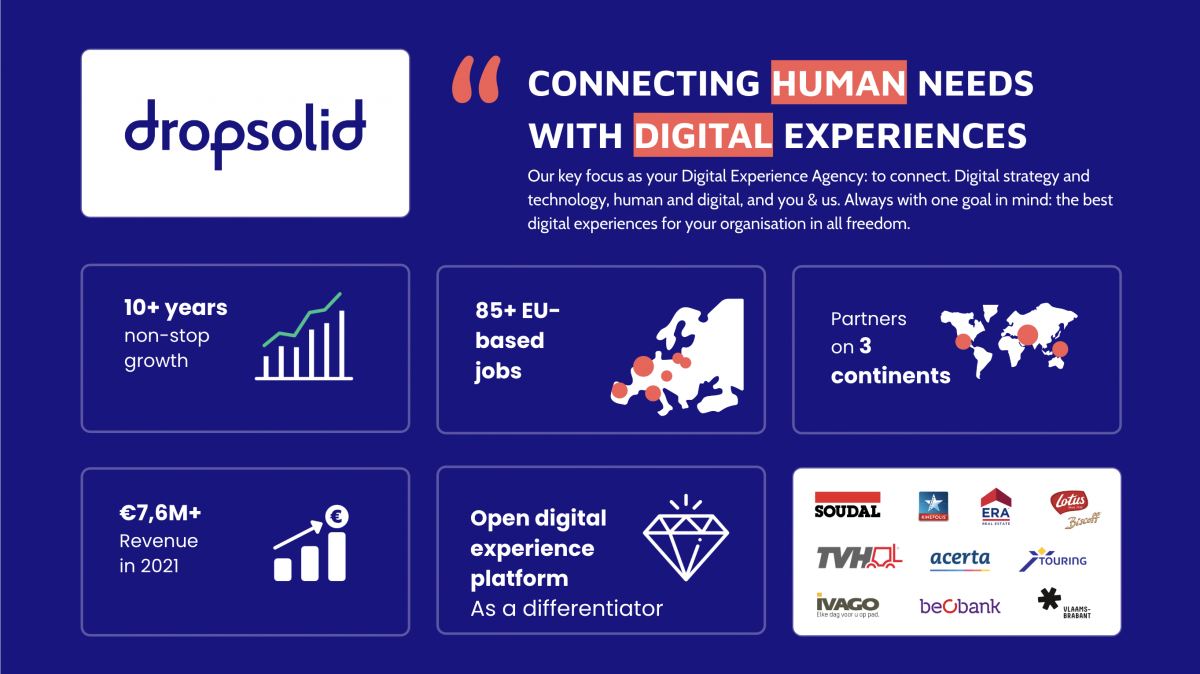 dropsolid
“
CONNECTING HUMAN NEEDS
WITH DIGITAL EXPERIENCES
Our key focus as your Digital Experience Agency: to connect. Digital strategy and
technology, human and digital, and you & us. Always with one goal in mind: the best
digital experiences for your organisation in all freedom.
10+ years
non-stop
growth
85+ EU-
based
jobs
Partners
on 3
continents
€7,6M+
Revenue
in 2021
€
Open digital
experience
platform
As a differentiator
SOUDAL
KINEPOLIS
ERA
REAL ESTATE
Lotus
Biscoff
TVH
acerta
TOURING
IVAGO
Elke dag voor u op pad.
beobank
VLAAMS-
BRABANT